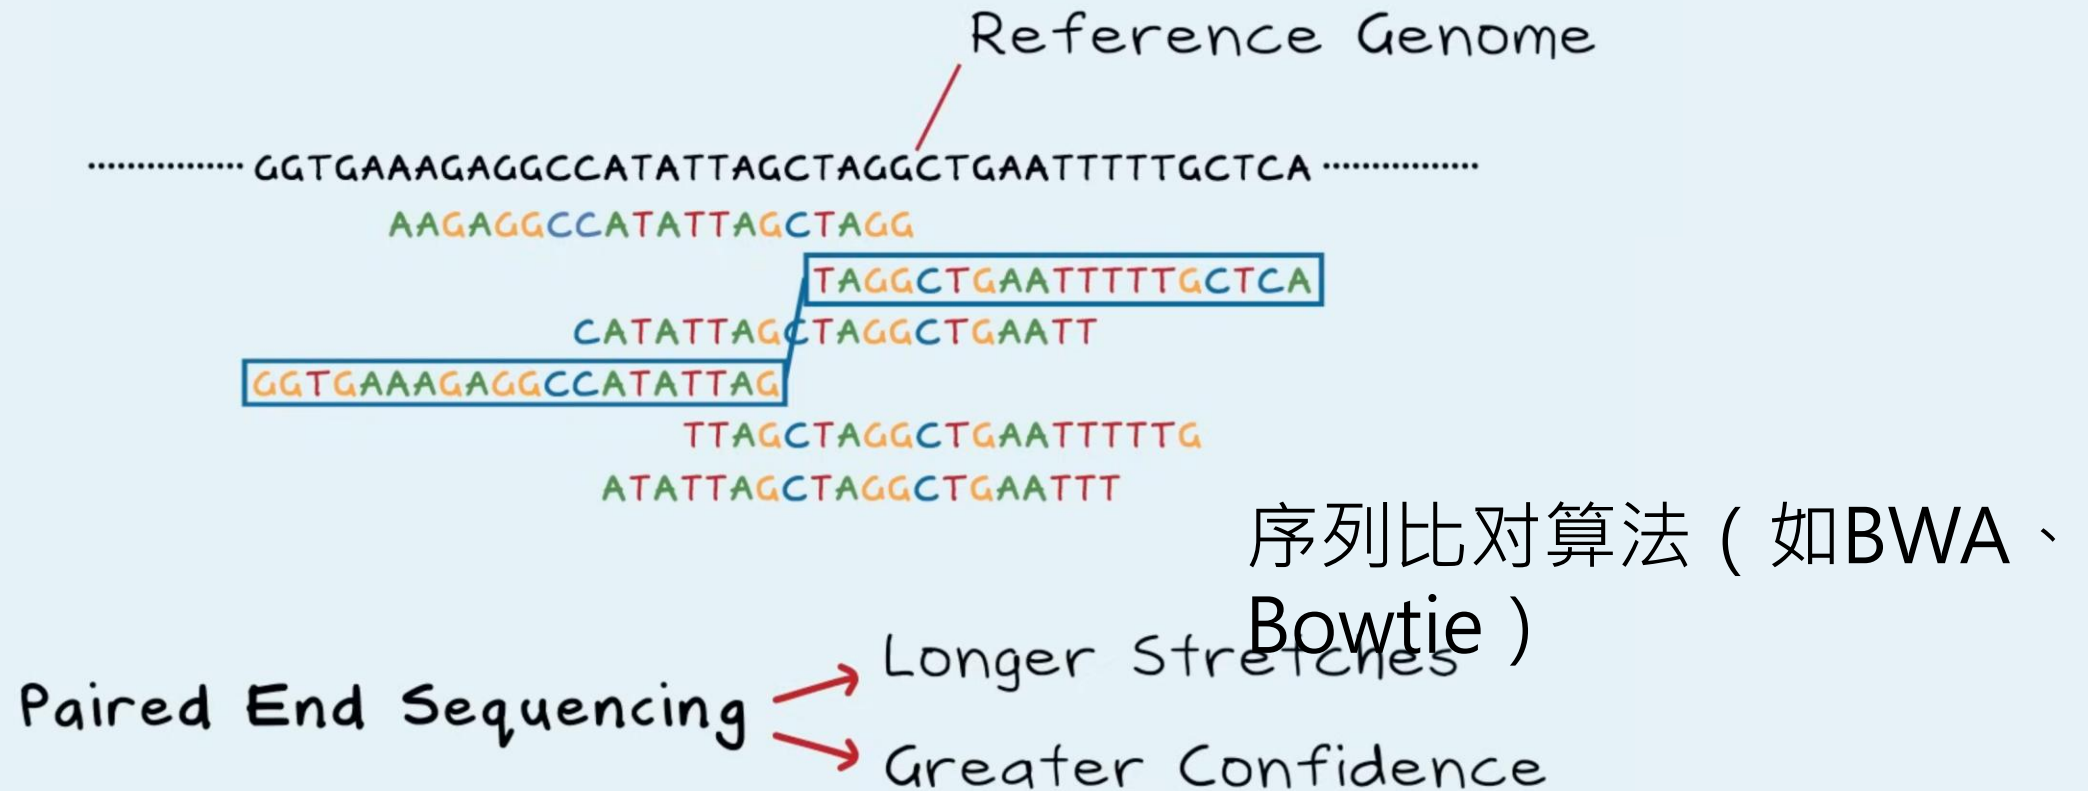 Reference Genome
................ GGTGAAAGAGGCCATATTAGCTAGGCTGAATTTTTGCTCA ................
AAGAGGCCATATTAGCTAGG
TAGGCTGAATTTTTGCTCA
CATATTAGCTAGGCTGAATT
GGTGAAAGAGGCCATATTAG
TTAGCTAGGCTGAATTTTTG
ATATTAGCTAGGCTGAATTT
序列比对算法（如BWA、
Bowtie）
Longer Stretches
Paired End Sequencing
Greater Confidence